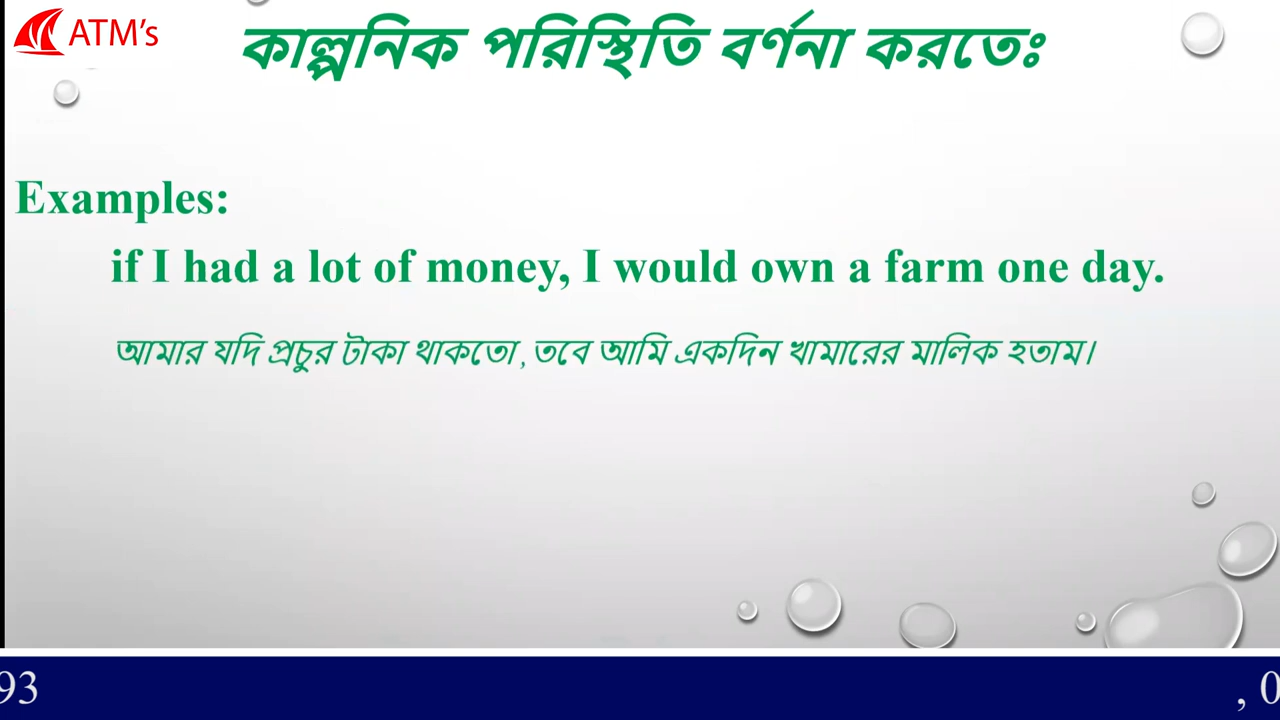 ATM's
কাল্পনিক পরিস্থিতি বর্ণনা করতেঃ
Examples:
if I had a lot of money, I would own a farm one day.
আমার যদি প্রচুর টাকা থাকতো, তবে আমি একদিন খামারের মালিক হতাম।
93 , 0